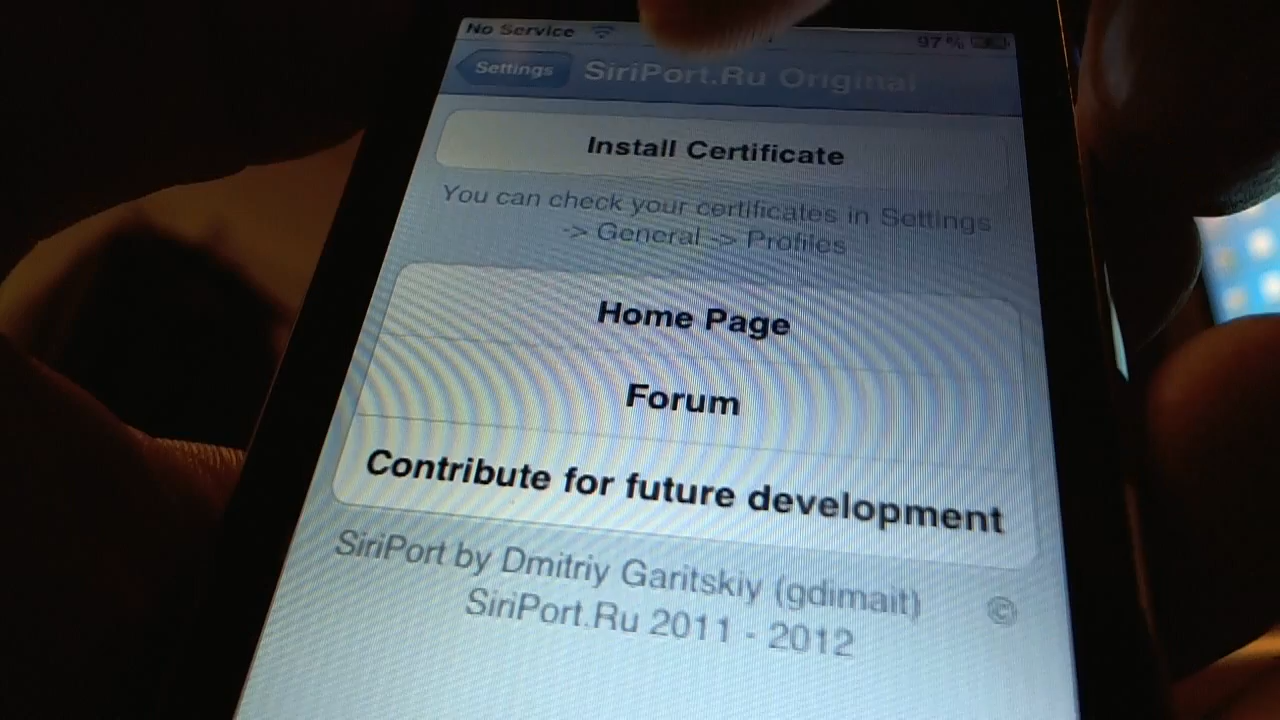 No Service 97 %
Settings SiriPort.Ru Original
Install Certificate
You can check your certificates in Settings
-> General -> Profiles
Home Page
Forum
Contribute for future development
SiriPort by Dmitriy Garitskiy (gdimait) ©
SiriPort.Ru 2011 - 2012